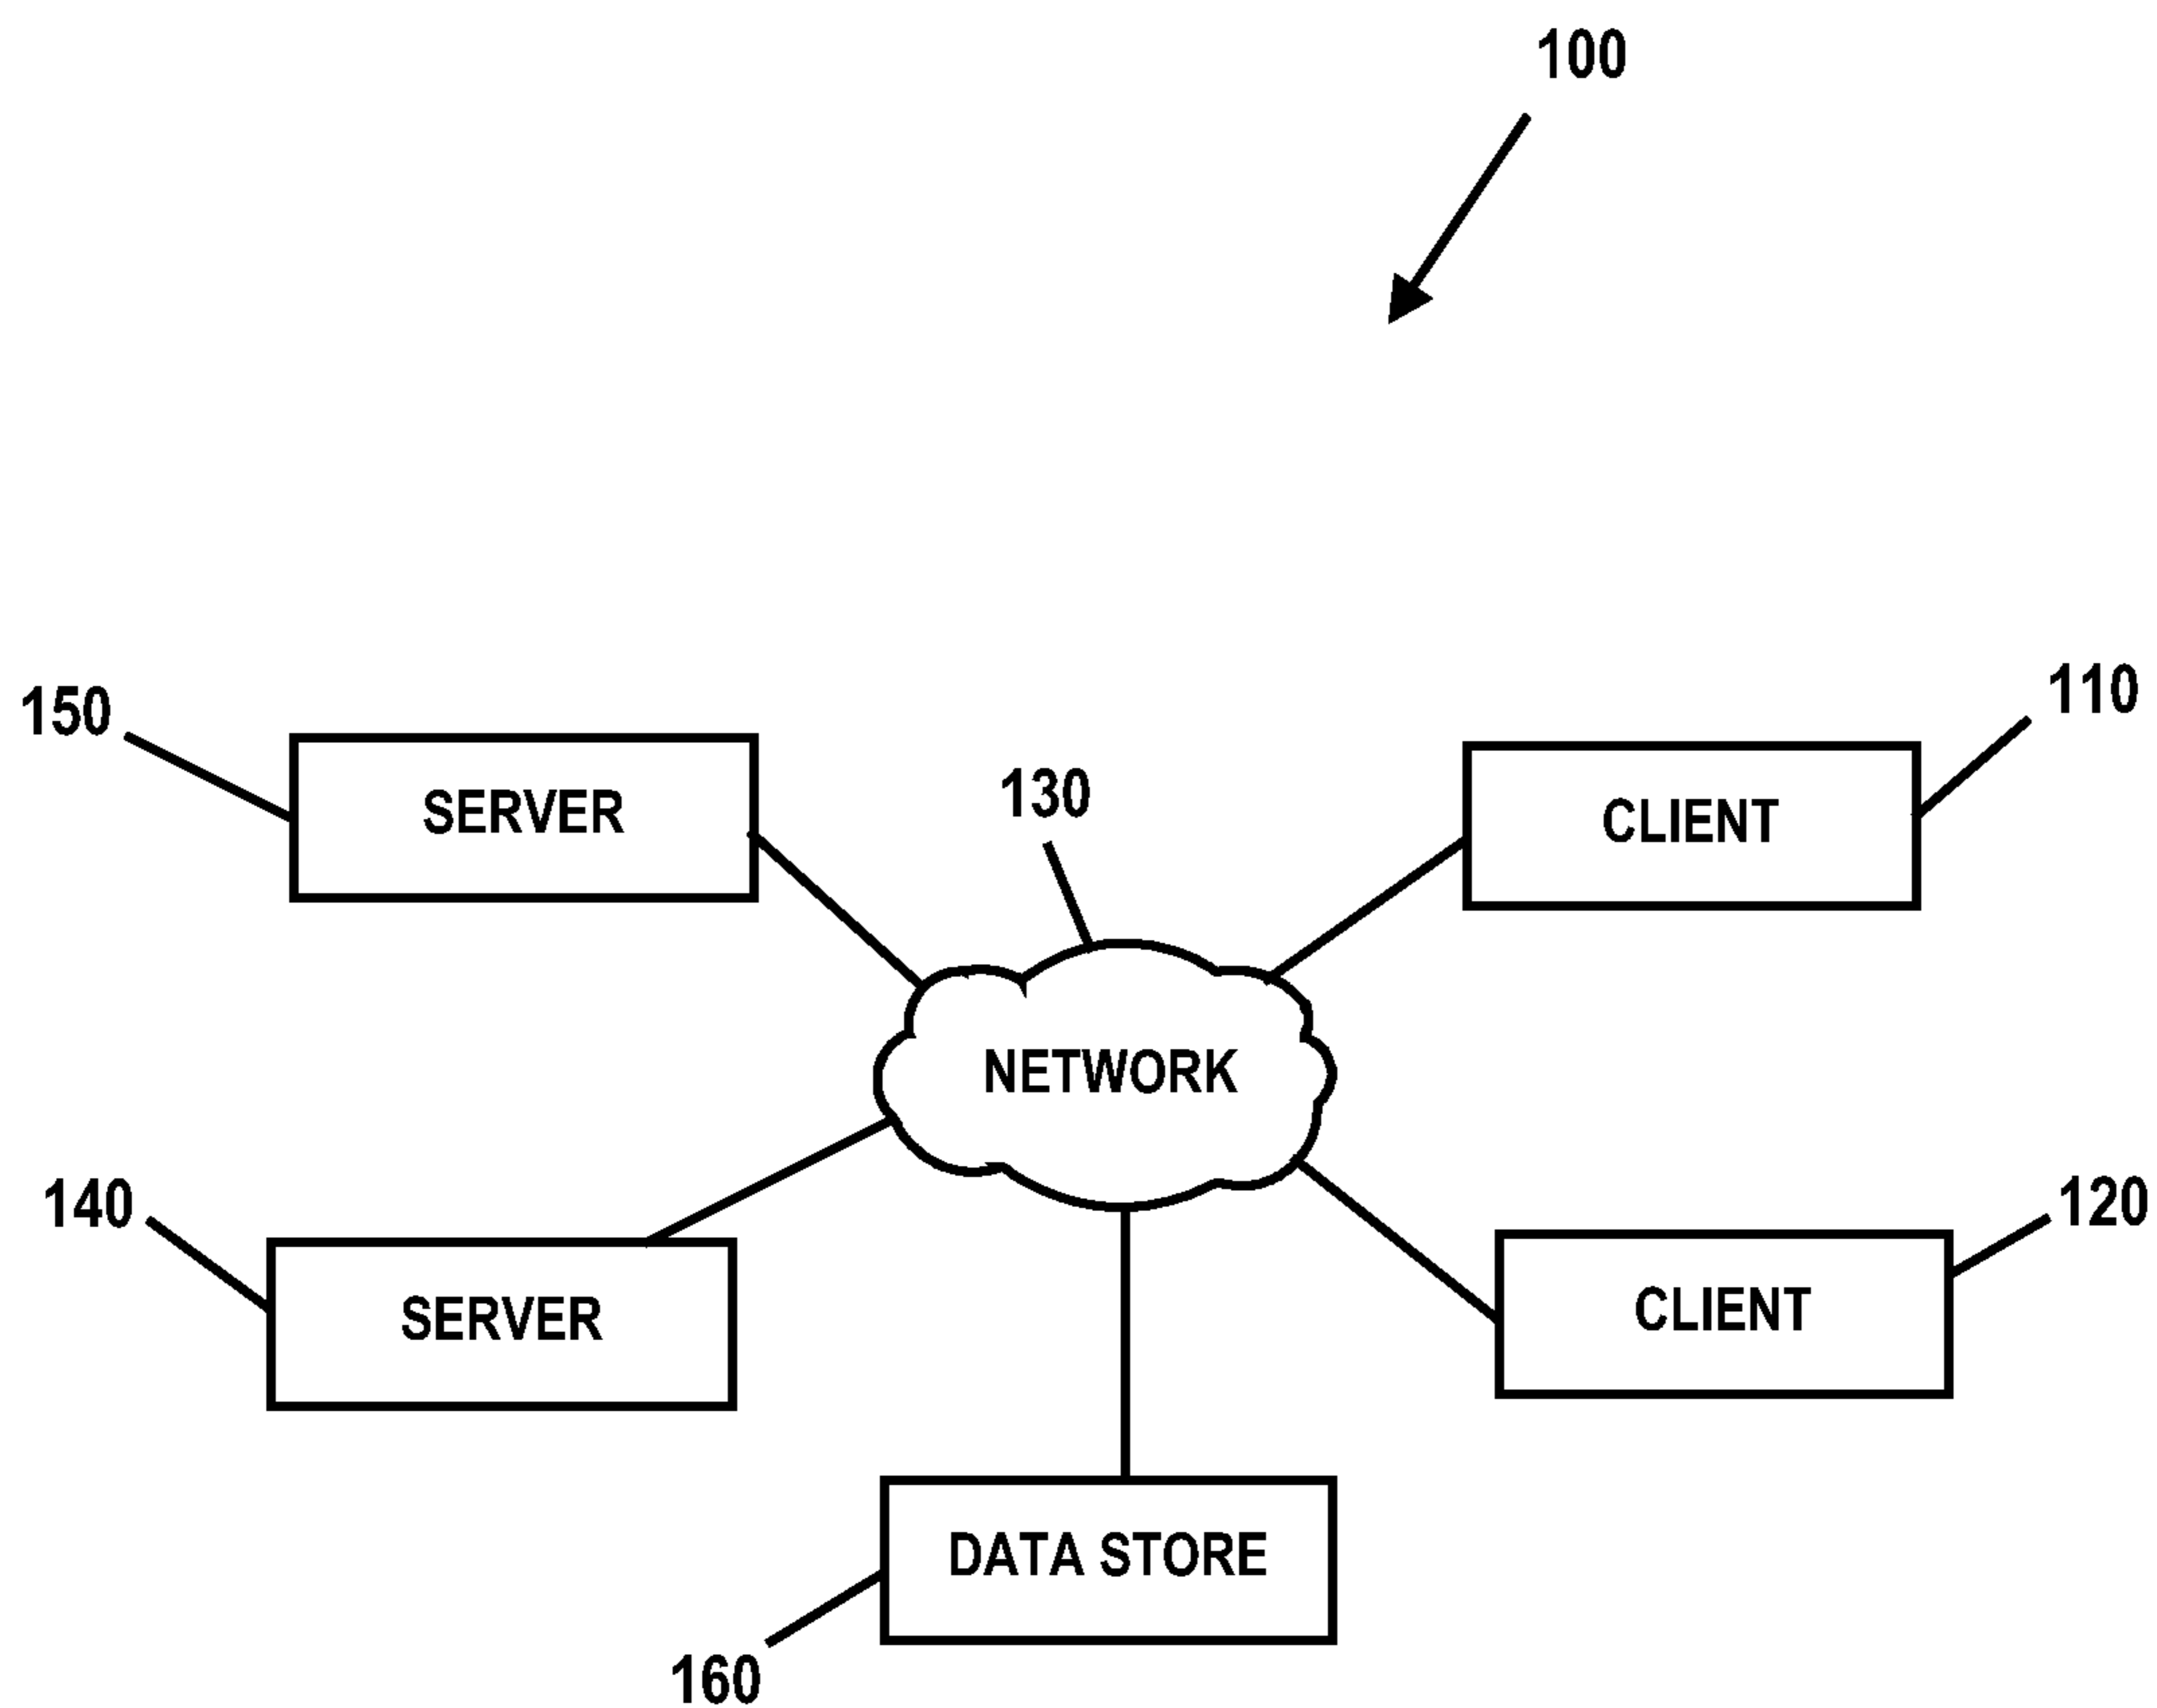 100
110
150
SERVER
130
CLIENT
NETWORK
140
120
SERVER
CLIENT
DATA STORE
160